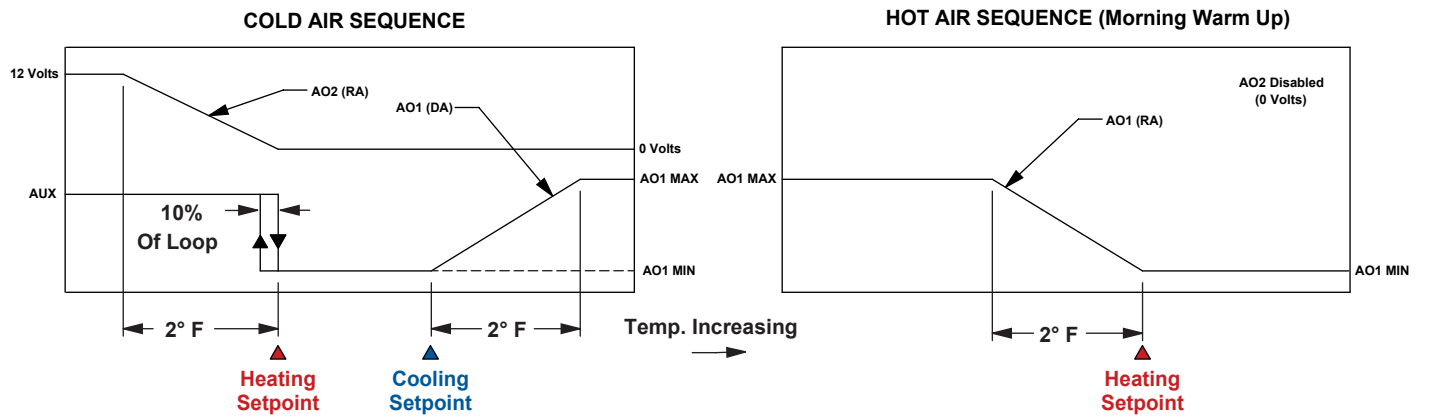 COLD AIR SEQUENCE
12 Volts
AO2 (RA)
AO1 (DA)
0 Volts
AO1 MAX
AUX
10%
Of Loop
AO1 MIN
2° F
2° F
Heating
Setpoint
Cooling
Setpoint
Temp. Increasing
HOT AIR SEQUENCE (Morning Warm Up)
AO2 Disabled
(0 Volts)
AO1 (RA)
AO1 MAX
AO1 MIN
2° F
Heating
Setpoint